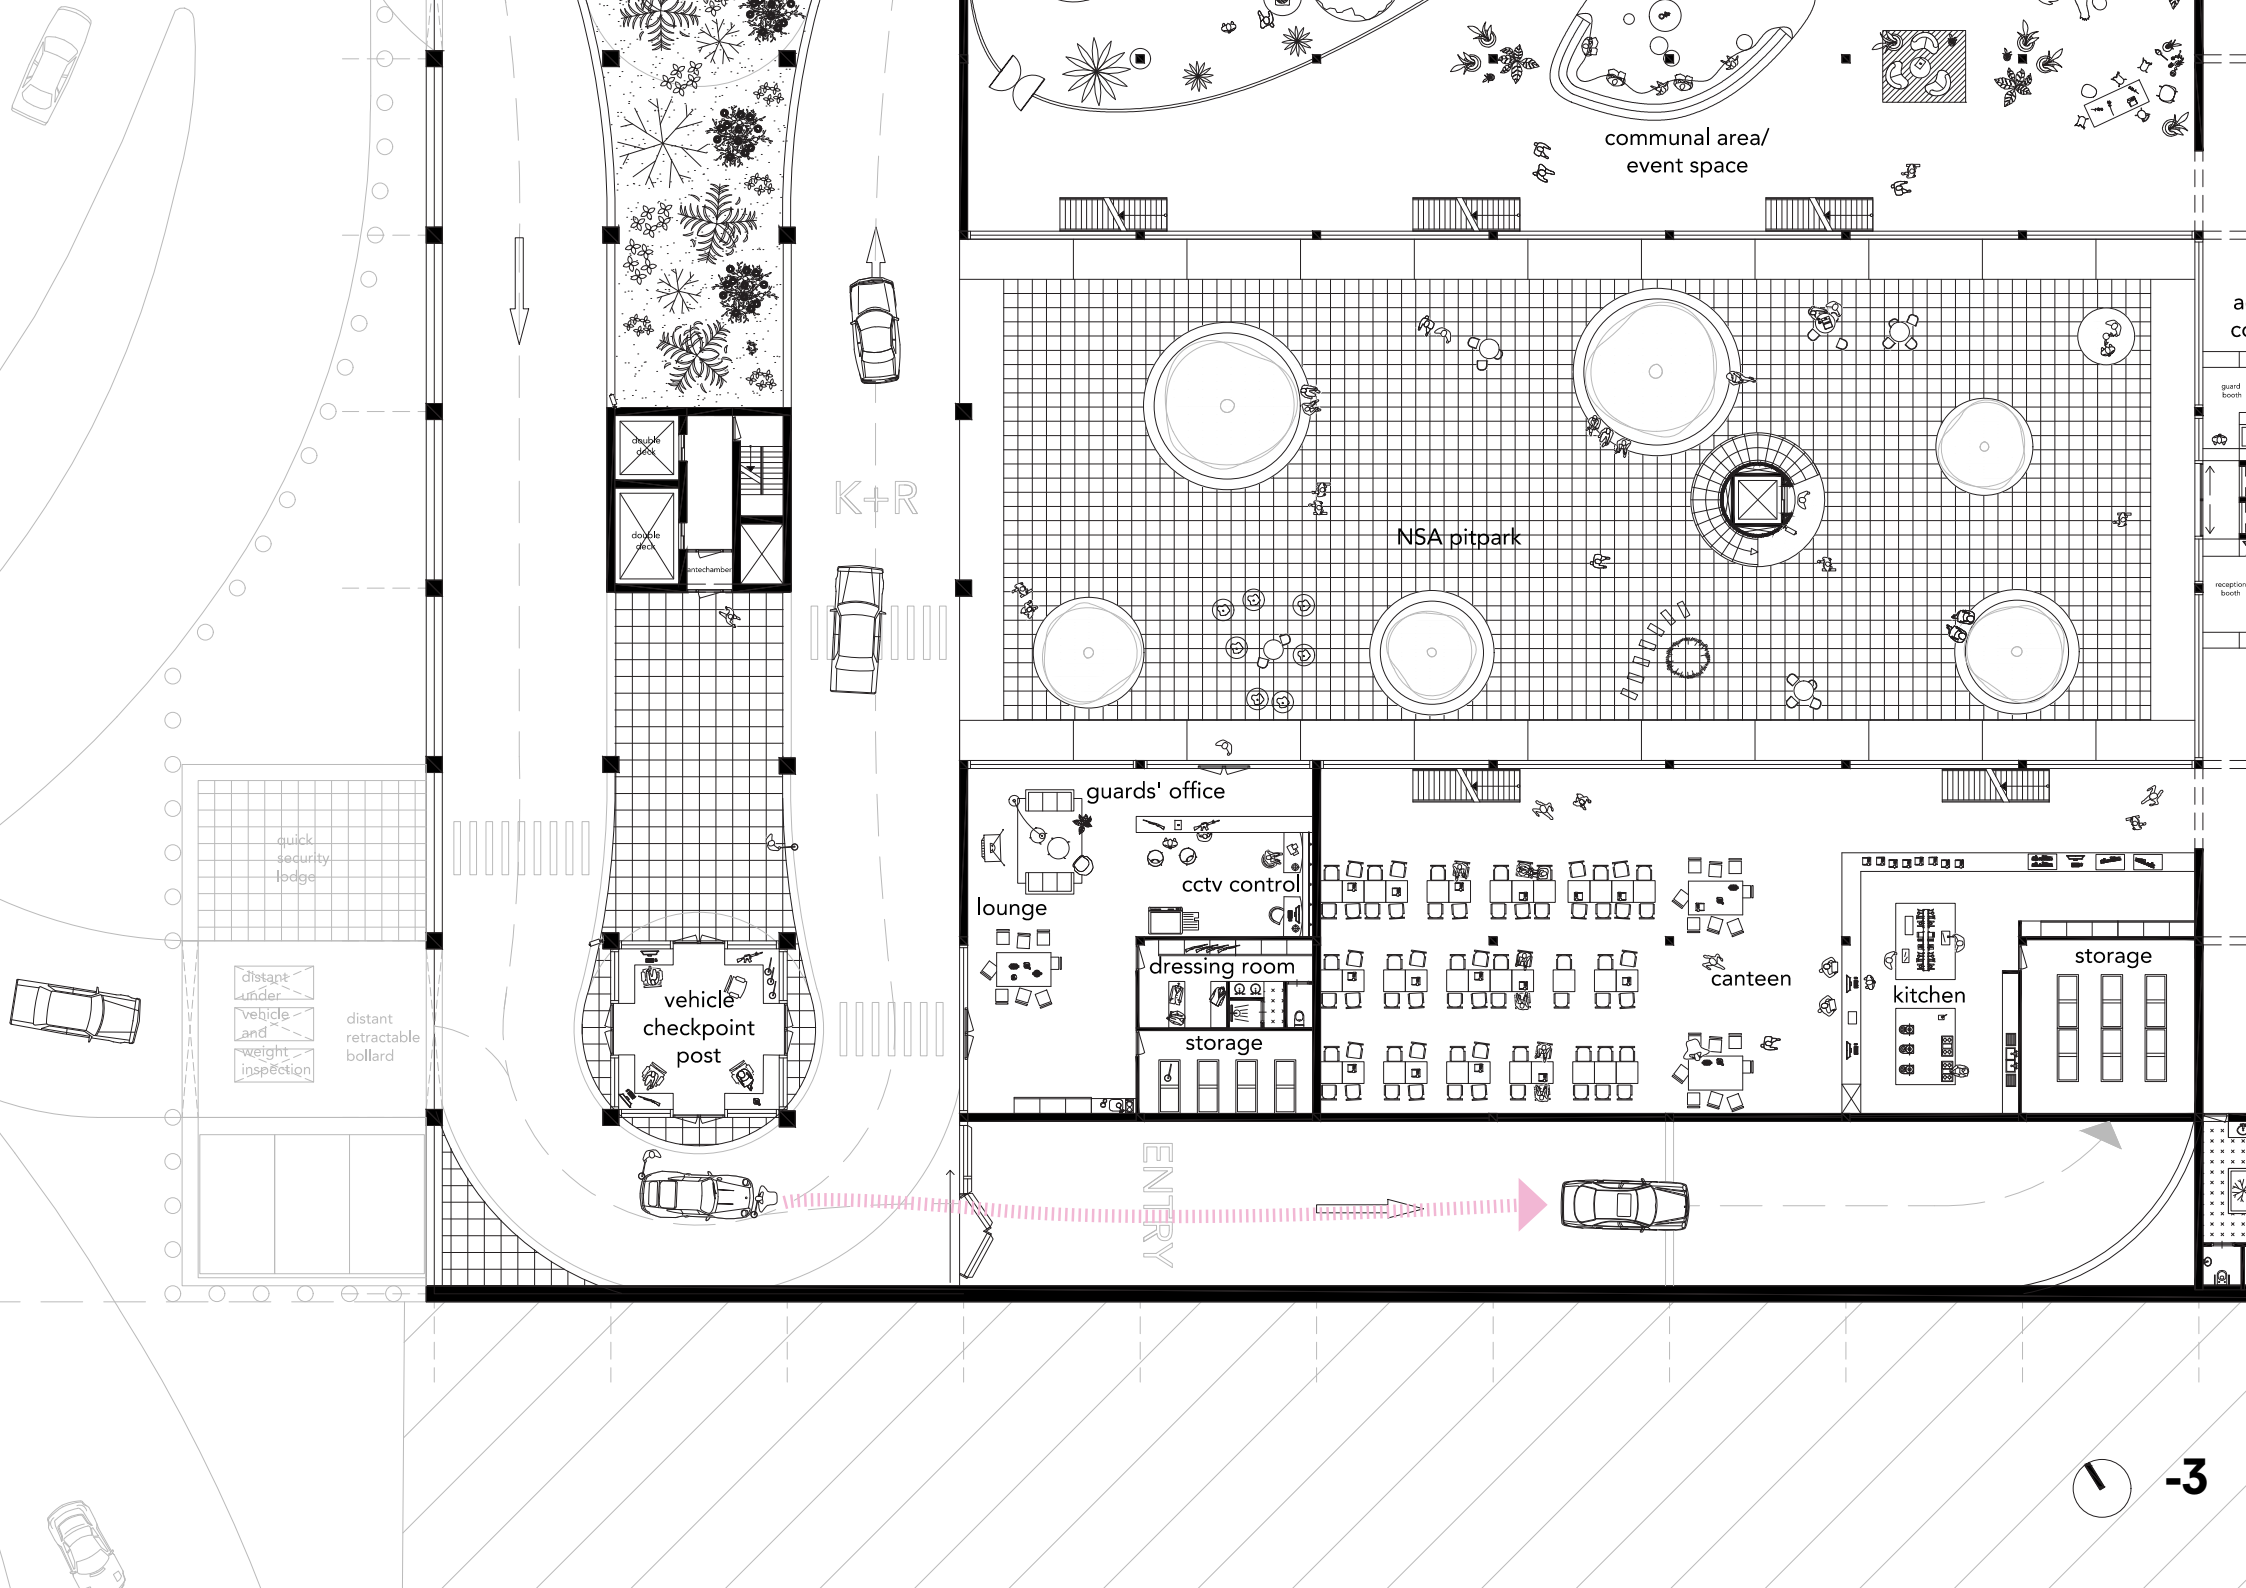 communal area/
event space
a
co
guard
booth
double
deck
K+R
double
deck
antechamber
NSA pitpark
reception
booth
guards' office
quick
security
lodge
cctv control
lounge
dressing room
storage
canteen
kitchen
storage
distant
under
vehicle
and
weight
inspection
distant
retractable
bollard
vehicle
checkpoint
post
ENTRY
-3